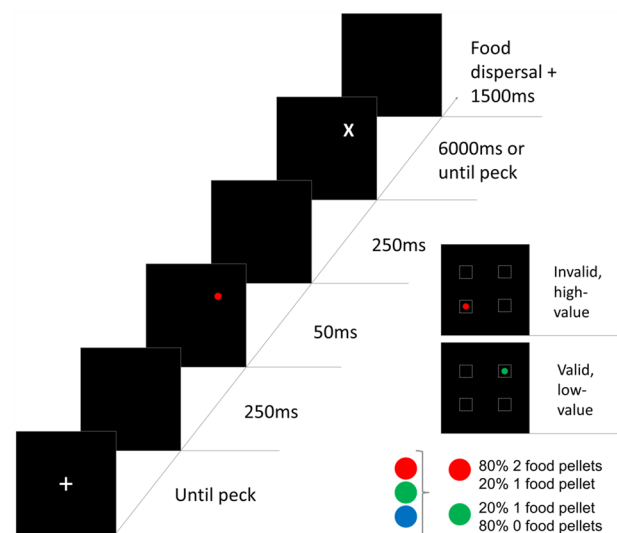 Food
dispersal +
1500ms
X
6000ms or
until peck
250ms
Invalid,
high-
value
50ms
Valid,
low-
value
250ms
+
Until peck
80% 2 food pellets
20% 1 food pellet
20% 1 food pellet
80% 0 food pellets